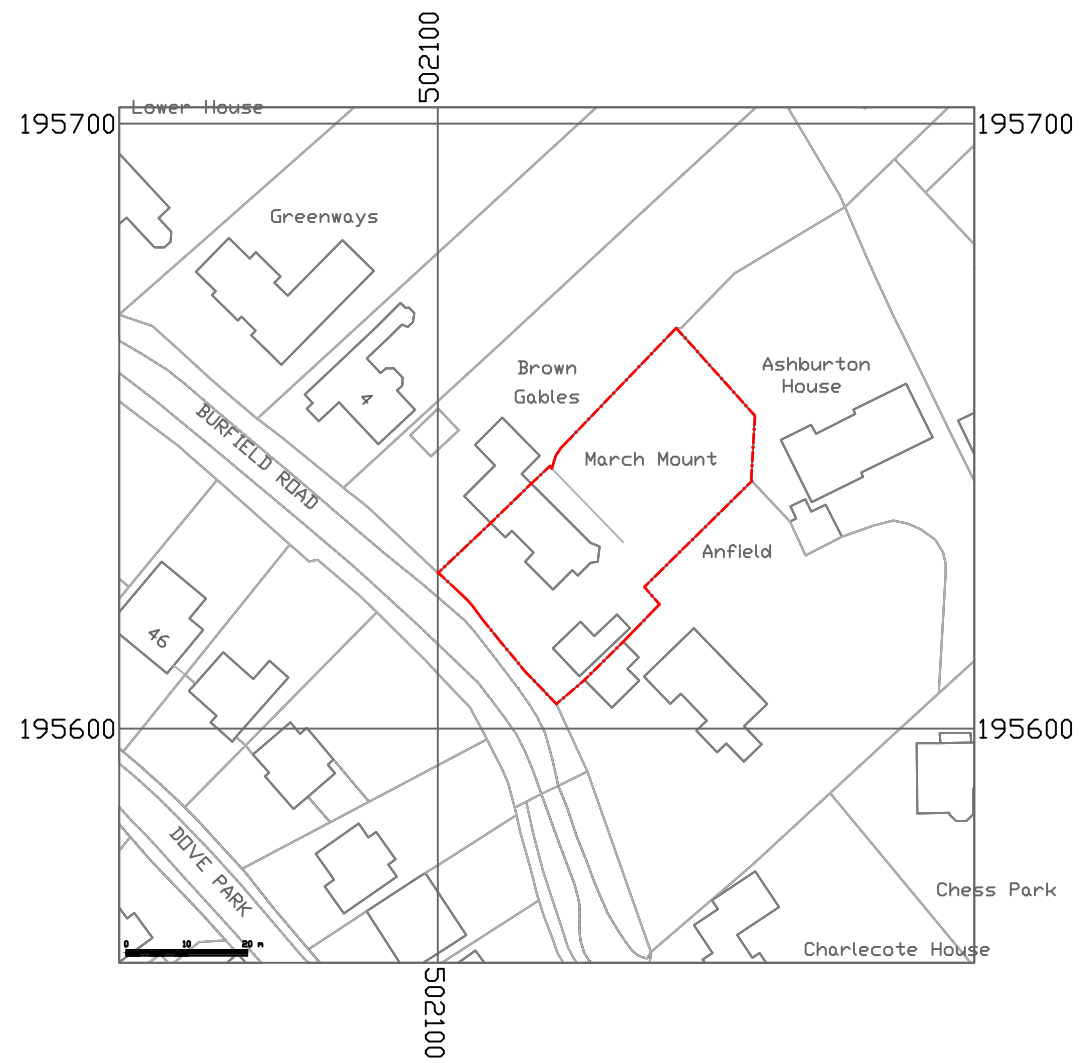 502100
Lower House
195700
195700
Greenways
Brown
Gables
Ashburton
House
4
BURFIELD ROAD
March Mount
Anfield
46
195600
195600
DOVE PARK
Chess Park
0 10 20 m
Charlecote House
502100